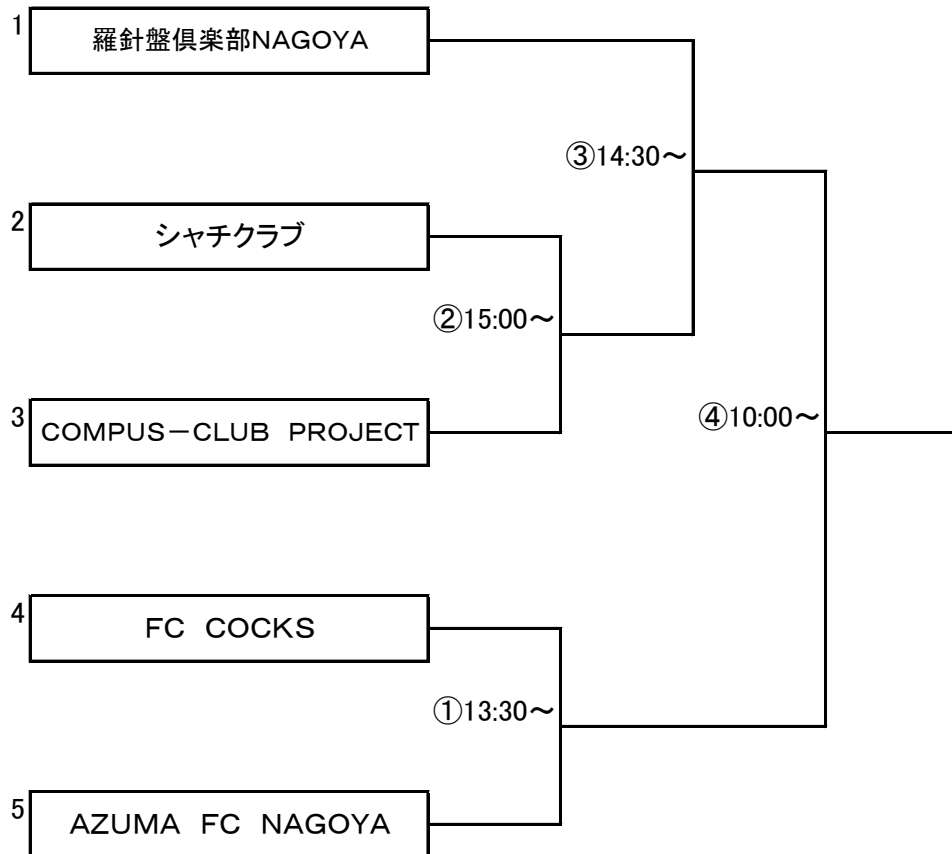 1
羅針盤倶楽部NAGOYA
③14:30～
2
シャチクラブ
②15:00～
3
COMPUS－CLUB　PROJECT
④10:00～
4
FC　COCKS
①13:30～
5
AZUMA　FC　NAGOYA